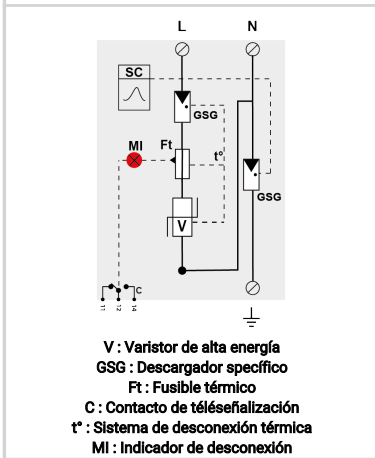 L N
SC
GSG
MI Ft
t°
GSG
V
C
11 12 14
V : Varistor de alta energía
GSG : Descargador específico
Ft : Fusible térmico
C : Contacto de téléseñalización
t° : Sistema de desconexión térmica
MI : Indicador de desconexión